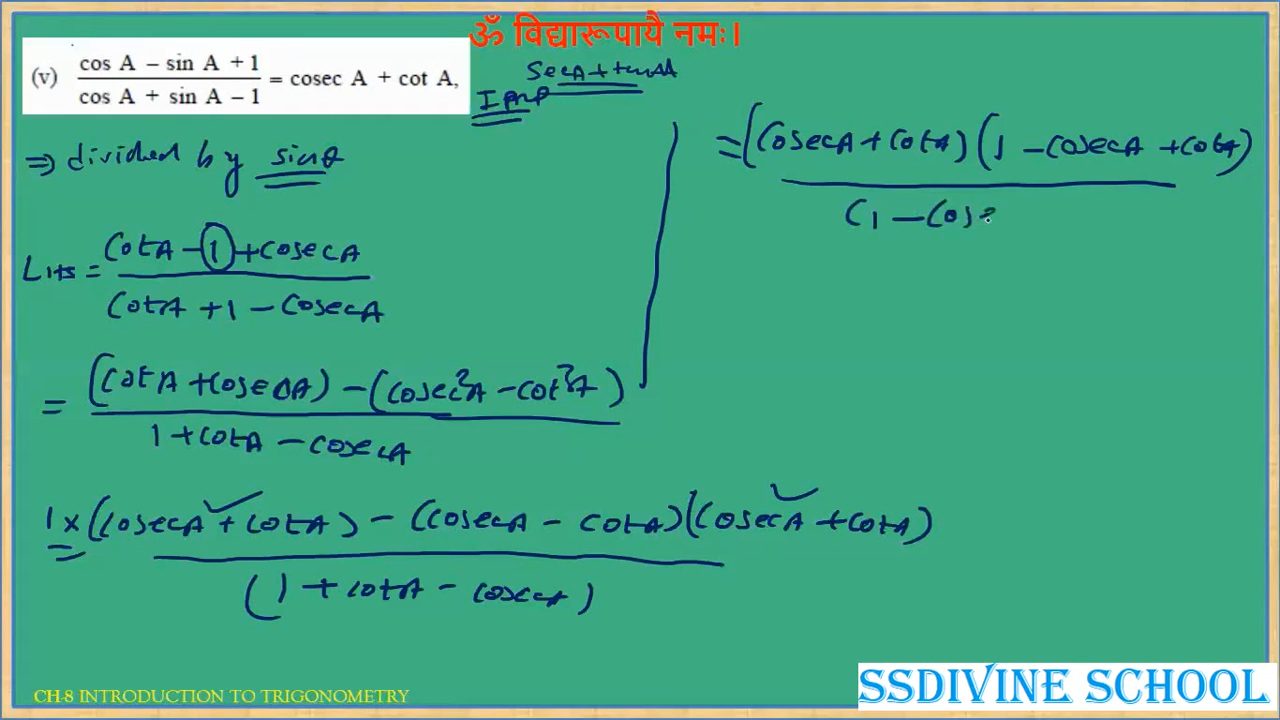 ॐ विद्यारूपायै नमः।
(v) cos A – sin A + 1 / cos A + sin A – 1 = cosec A + cot A,
SecA + tanA
Imp
⇒ divided by sinA
LHS = CotA - 1 + cosecA / CotA + 1 - CosecA
= (CotA + CosecA) - (Cosec²A - Cot²A) / 1 + CotA - CosecA
1 × (CosecA + CotA) - (CosecA - CotA)(CosecA + CotA) / (1 + CotA - CosecA)
= (CosecA + CotA)(1 - CosecA + CotA) / (1 - Cos
CH-8 INTRODUCTION TO TRIGONOMETRY
SSDIVINE SCHOOL